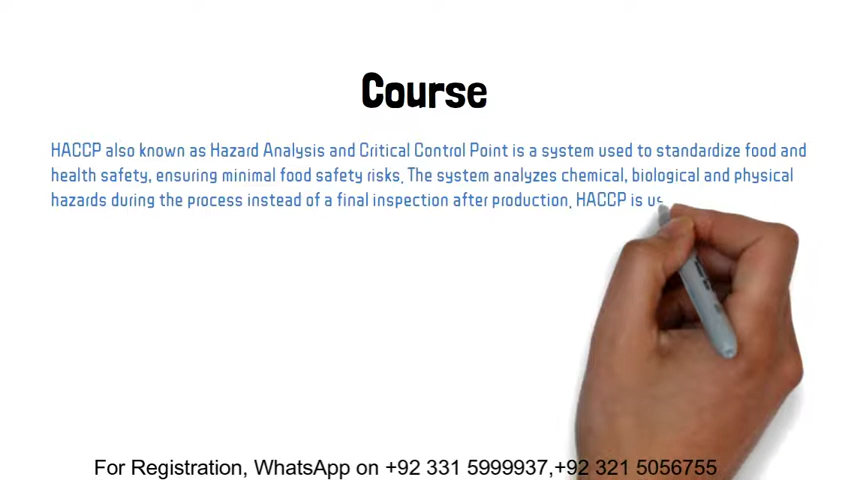 Course
HACCP also known as Hazard Analysis and Critical Control Point is a system used to standardize food and
health safety, ensuring minimal food safety risks. The system analyzes chemical, biological and physical
hazards during the process instead of a final inspection after production. HACCP is
For Registration, WhatsApp on +92 331 5999937,+92 321 5056755